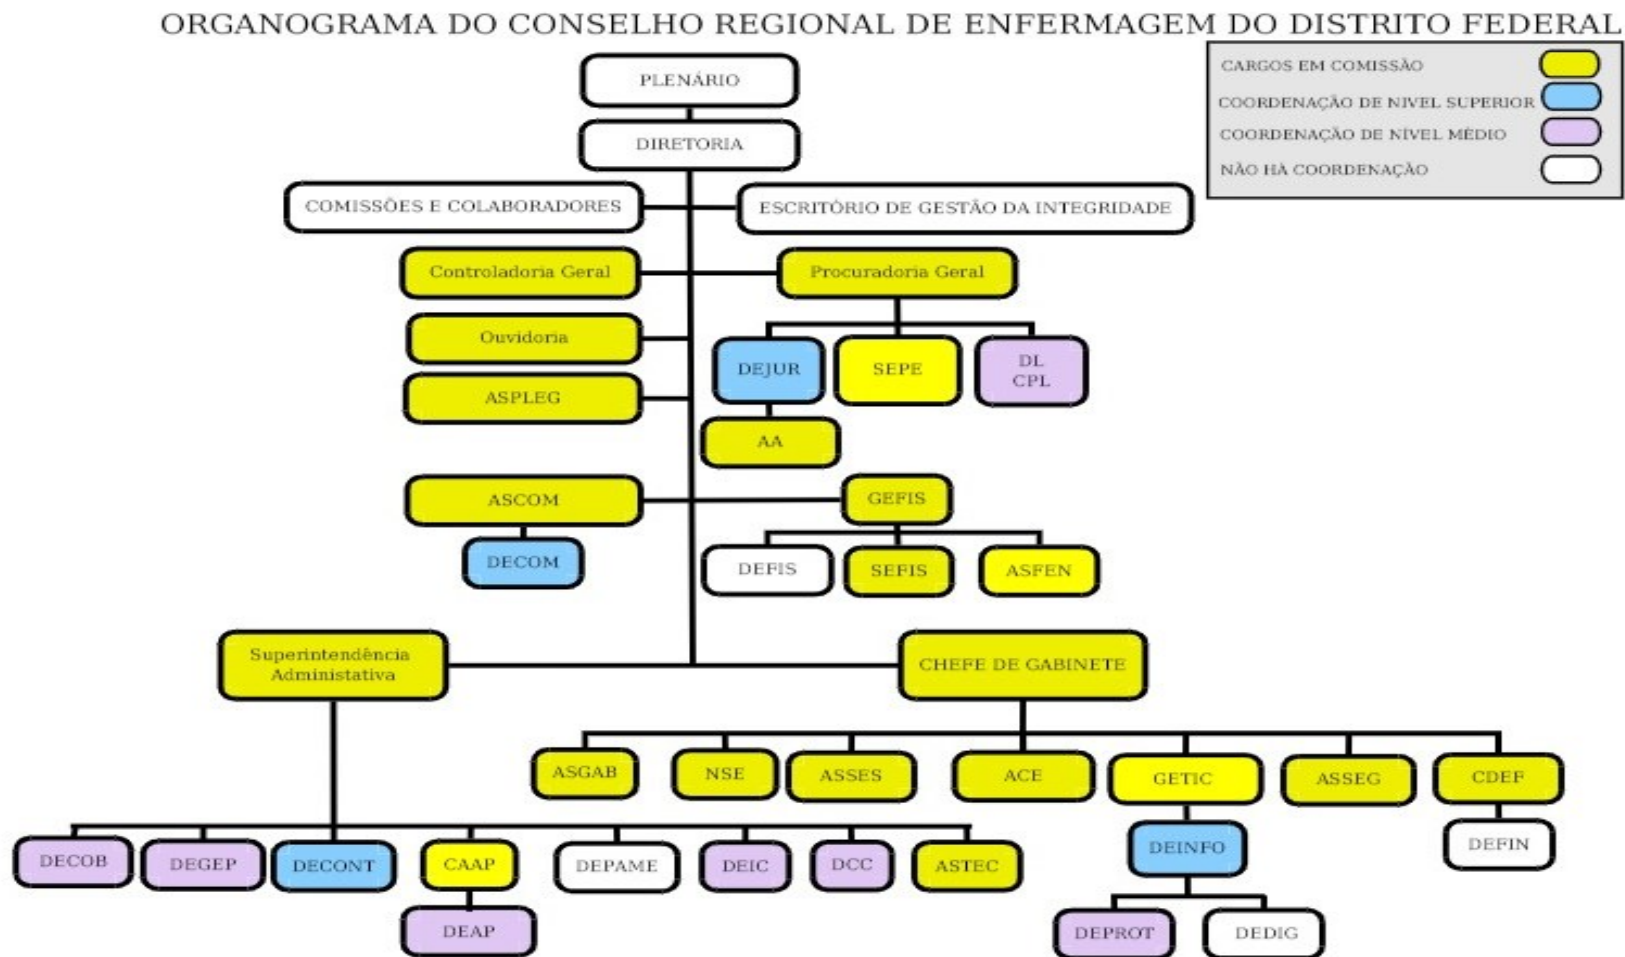 ORGANOGRAMA DO CONSELHO REGIONAL DE ENFERMAGEM DO DISTRITO FEDERAL
CARGOS EM COMISSÃO
COORDENAÇÃO DE NIVEL SUPERIOR
COORDENAÇÃO DE NÍVEL MÉDIO
NÃO HÁ COORDENAÇÃO
PLENÁRIO
DIRETORIA
COMISSÕES E COLABORADORES
ESCRITÓRIO DE GESTÃO DA INTEGRIDADE
Controladoria Geral
Procuradoria Geral
Ouvidoria
ASPLEG
DEJUR
SEPE
DL
CPL
AA
ASCOM
GEFIS
DECOM
DEFIS
SEFIS
ASFEN
Superintendência
Administativa
CHEFE DE GABINETE
ASGAB
NSE
ASSES
ACE
GETIC
ASSEG
CDEF
DECOB
DEGEP
DECONT
CAAP
DEPAME
DEIC
DCC
ASTEC
DEINFO
DEFIN
DEAP
DEPROT
DEDIG